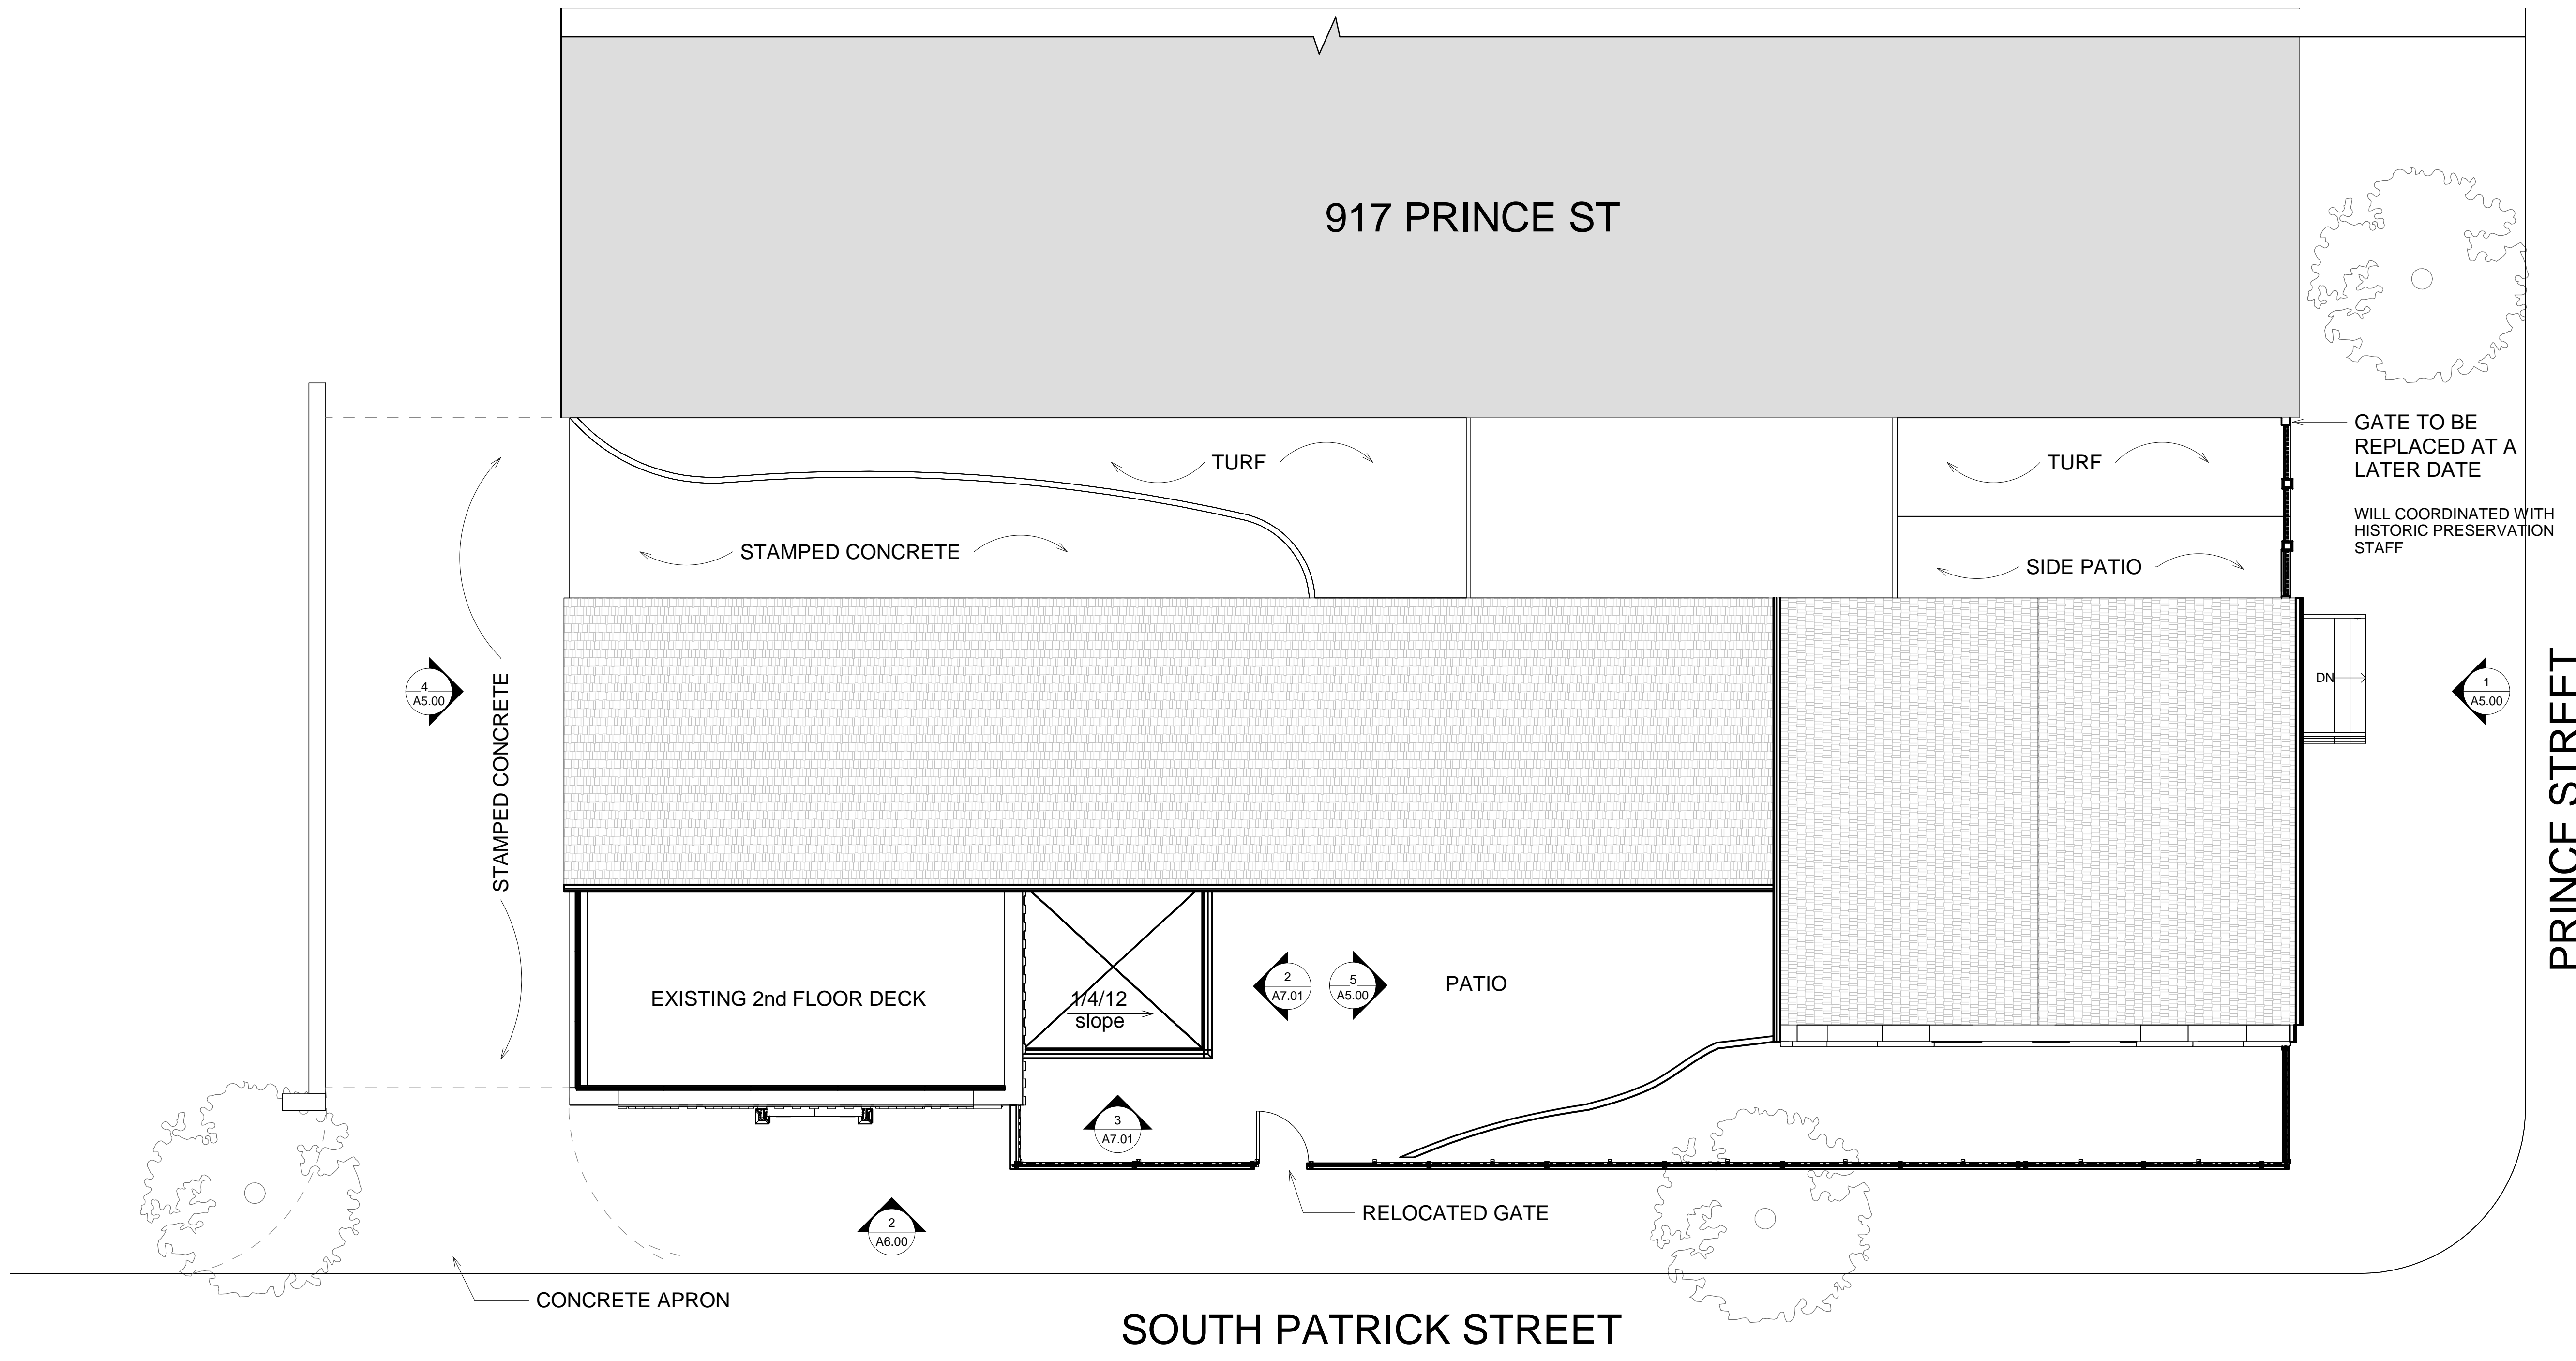 917 PRINCE ST
GATE TO BE
REPLACED AT A
LATER DATE
WILL COORDINATED WITH
HISTORIC PRESERVATION
STAFF
TURF
TURF
STAMPED CONCRETE
SIDE PATIO
STAMPED CONCRETE
4
A5.00
DN
1
A5.00
PRINCE STREET
EXISTING 2nd FLOOR DECK
1/4/12
slope
2
A7.01
5
A5.00
PATIO
3
A7.01
2
A6.00
RELOCATED GATE
CONCRETE APRON
SOUTH PATRICK STREET